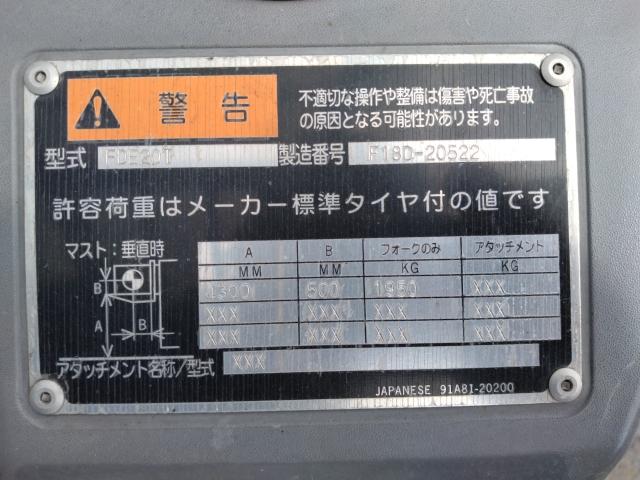 警告
不適切な操作や整備は傷害や死亡事故
の原因となる可能性があります。
型式 FDE20T 製造番号 F18D-20522
許容荷重はメーカー標準タイヤ付の値です
マスト：垂直時
A B フォークのみ アタッチメント
MM MM KG KG
4300 500 1950 XXX
XXX XXX XXX XXX
XXX XXX XXX XXX
B
A
B
アタッチメント名称/型式 XXX
JAPANESE 91A81-20200